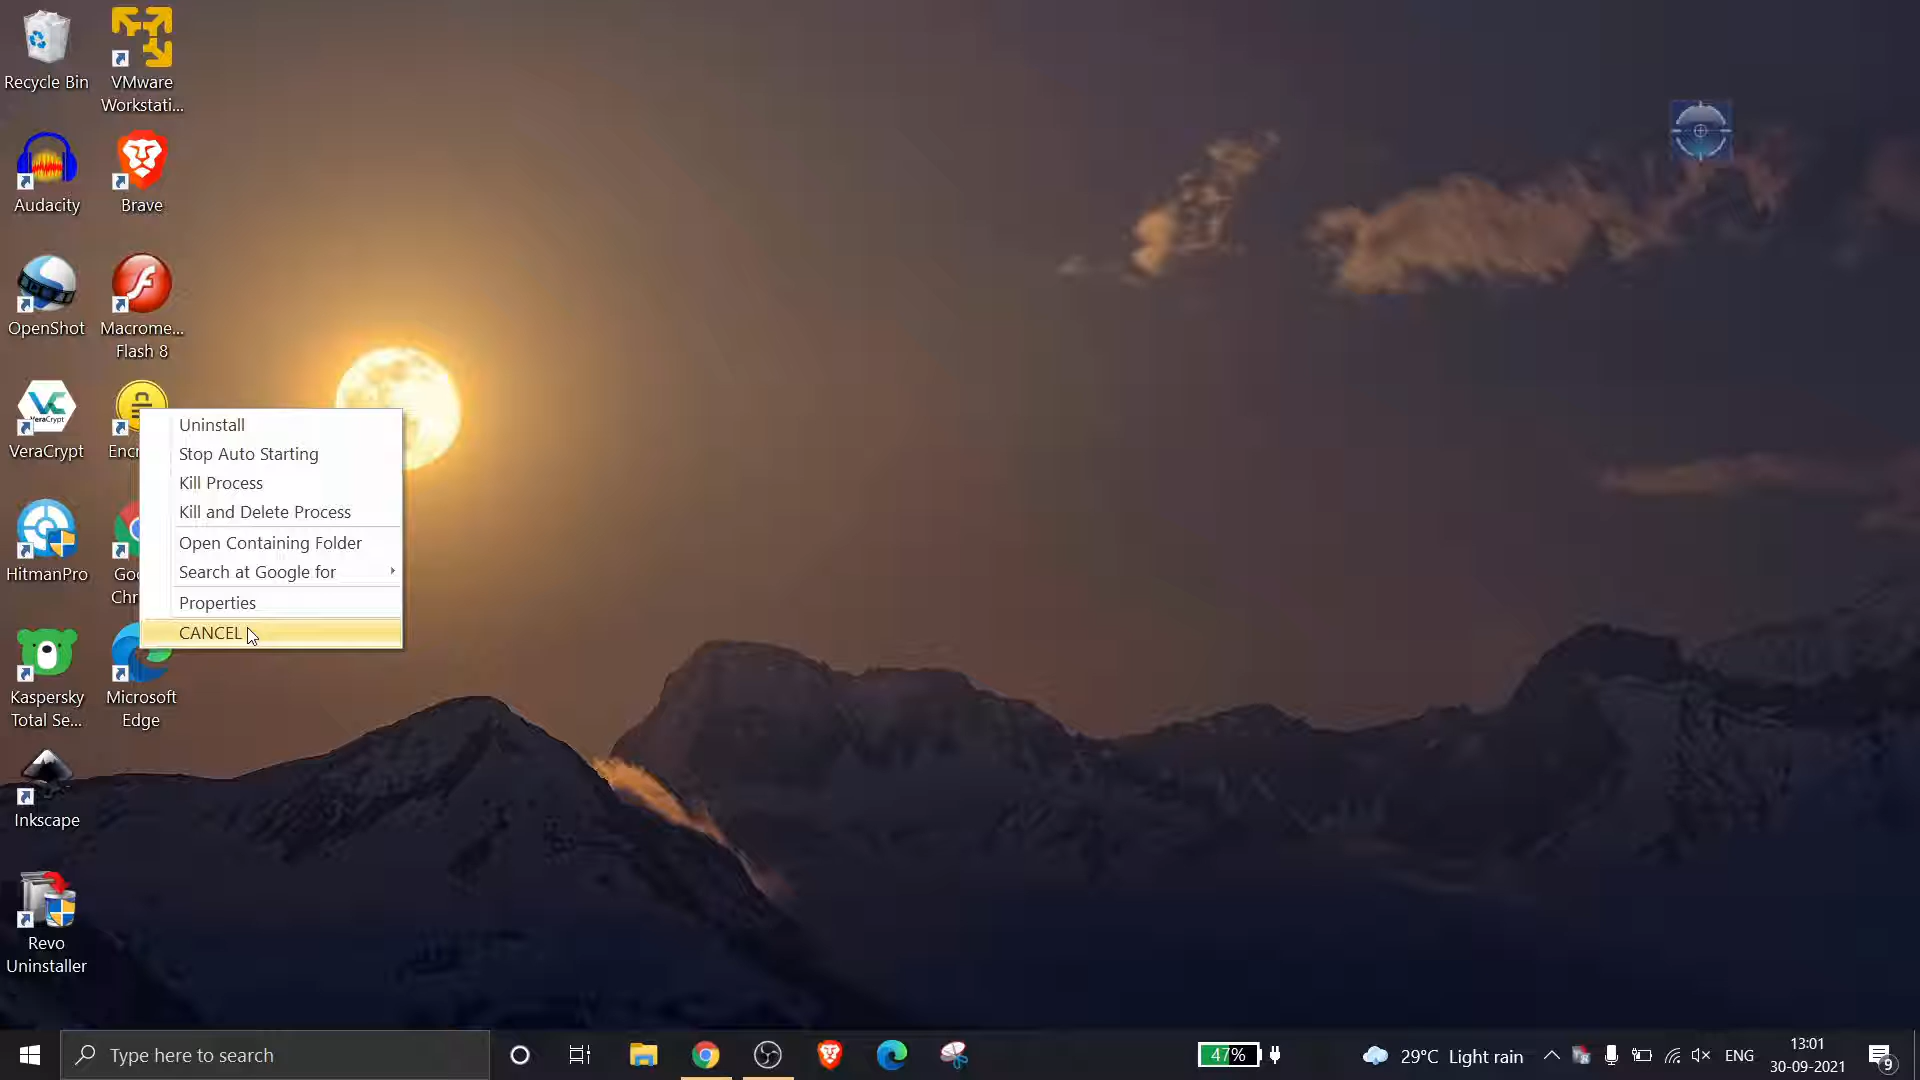 Recycle Bin
VMware
Workstati...
Audacity
Brave
OpenShot
Macrome...
Flash 8
VeraCrypt
VeraCrypt
Encr
HitmanPro
Goo
Chr
Kaspersky
Total Se...
Microsoft
Edge
Inkscape
Revo
Uninstaller
Uninstall
Stop Auto Starting
Kill Process
Kill and Delete Process
Open Containing Folder
Search at Google for
Properties
CANCEL
Type here to search
47%
29°C Light rain
ENG
13:01
30-09-2021
9